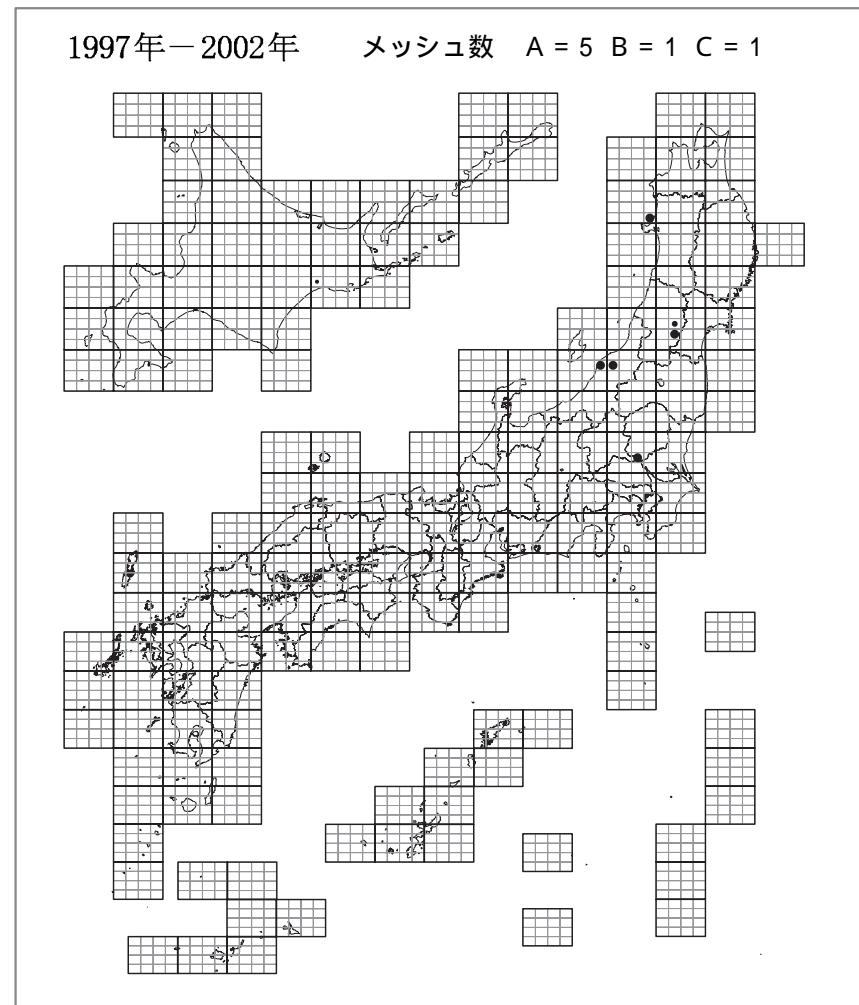 1997年－2002年 メッシュ数 A = 5 B = 1 C = 1